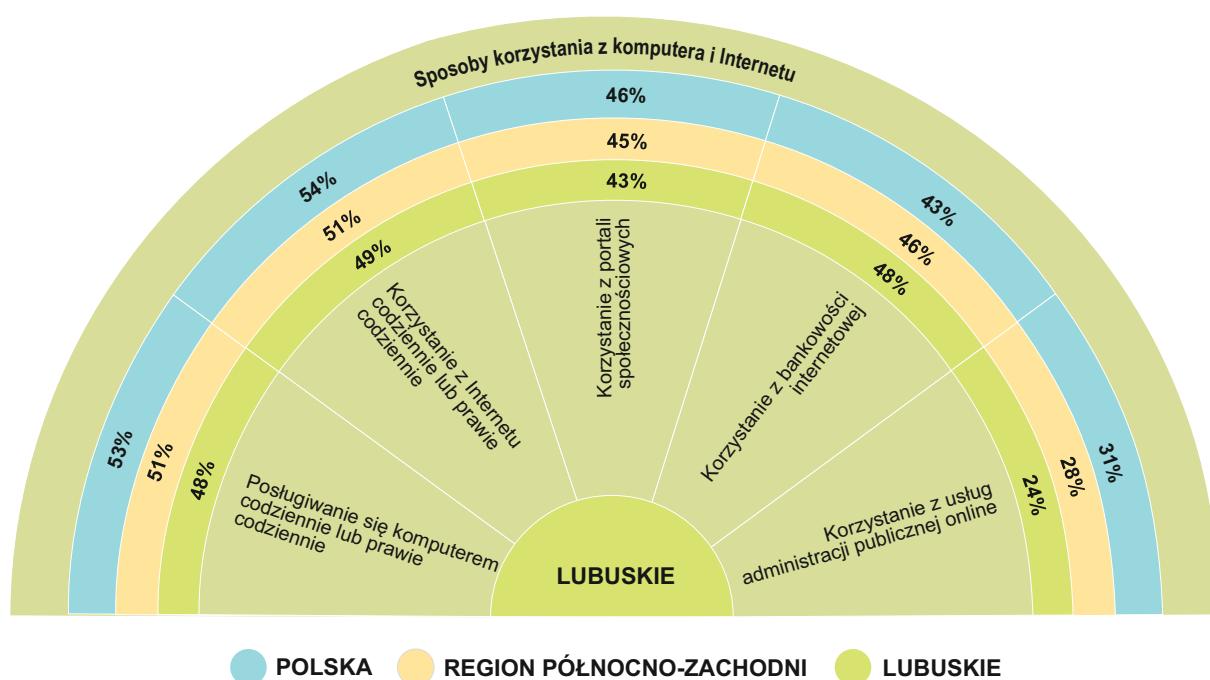 Sposoby korzystania z komputera i Internetu
46%
45%
43%
54%
51%
49%
43%
46%
48%
53%
51%
48%
31%
28%
24%
Posługiwanie się komputerem
codziennie lub prawie
codziennie
Korzystanie z Internetu
codziennie lub prawie
codziennie
Korzystanie z portali
społecznościowych
Korzystanie z bankowości
internetowej
Korzystanie z usług
administracji publicznej online
LUBUSKIE
POLSKA
REGION PÓŁNOCNO-ZACHODNI
LUBUSKIE